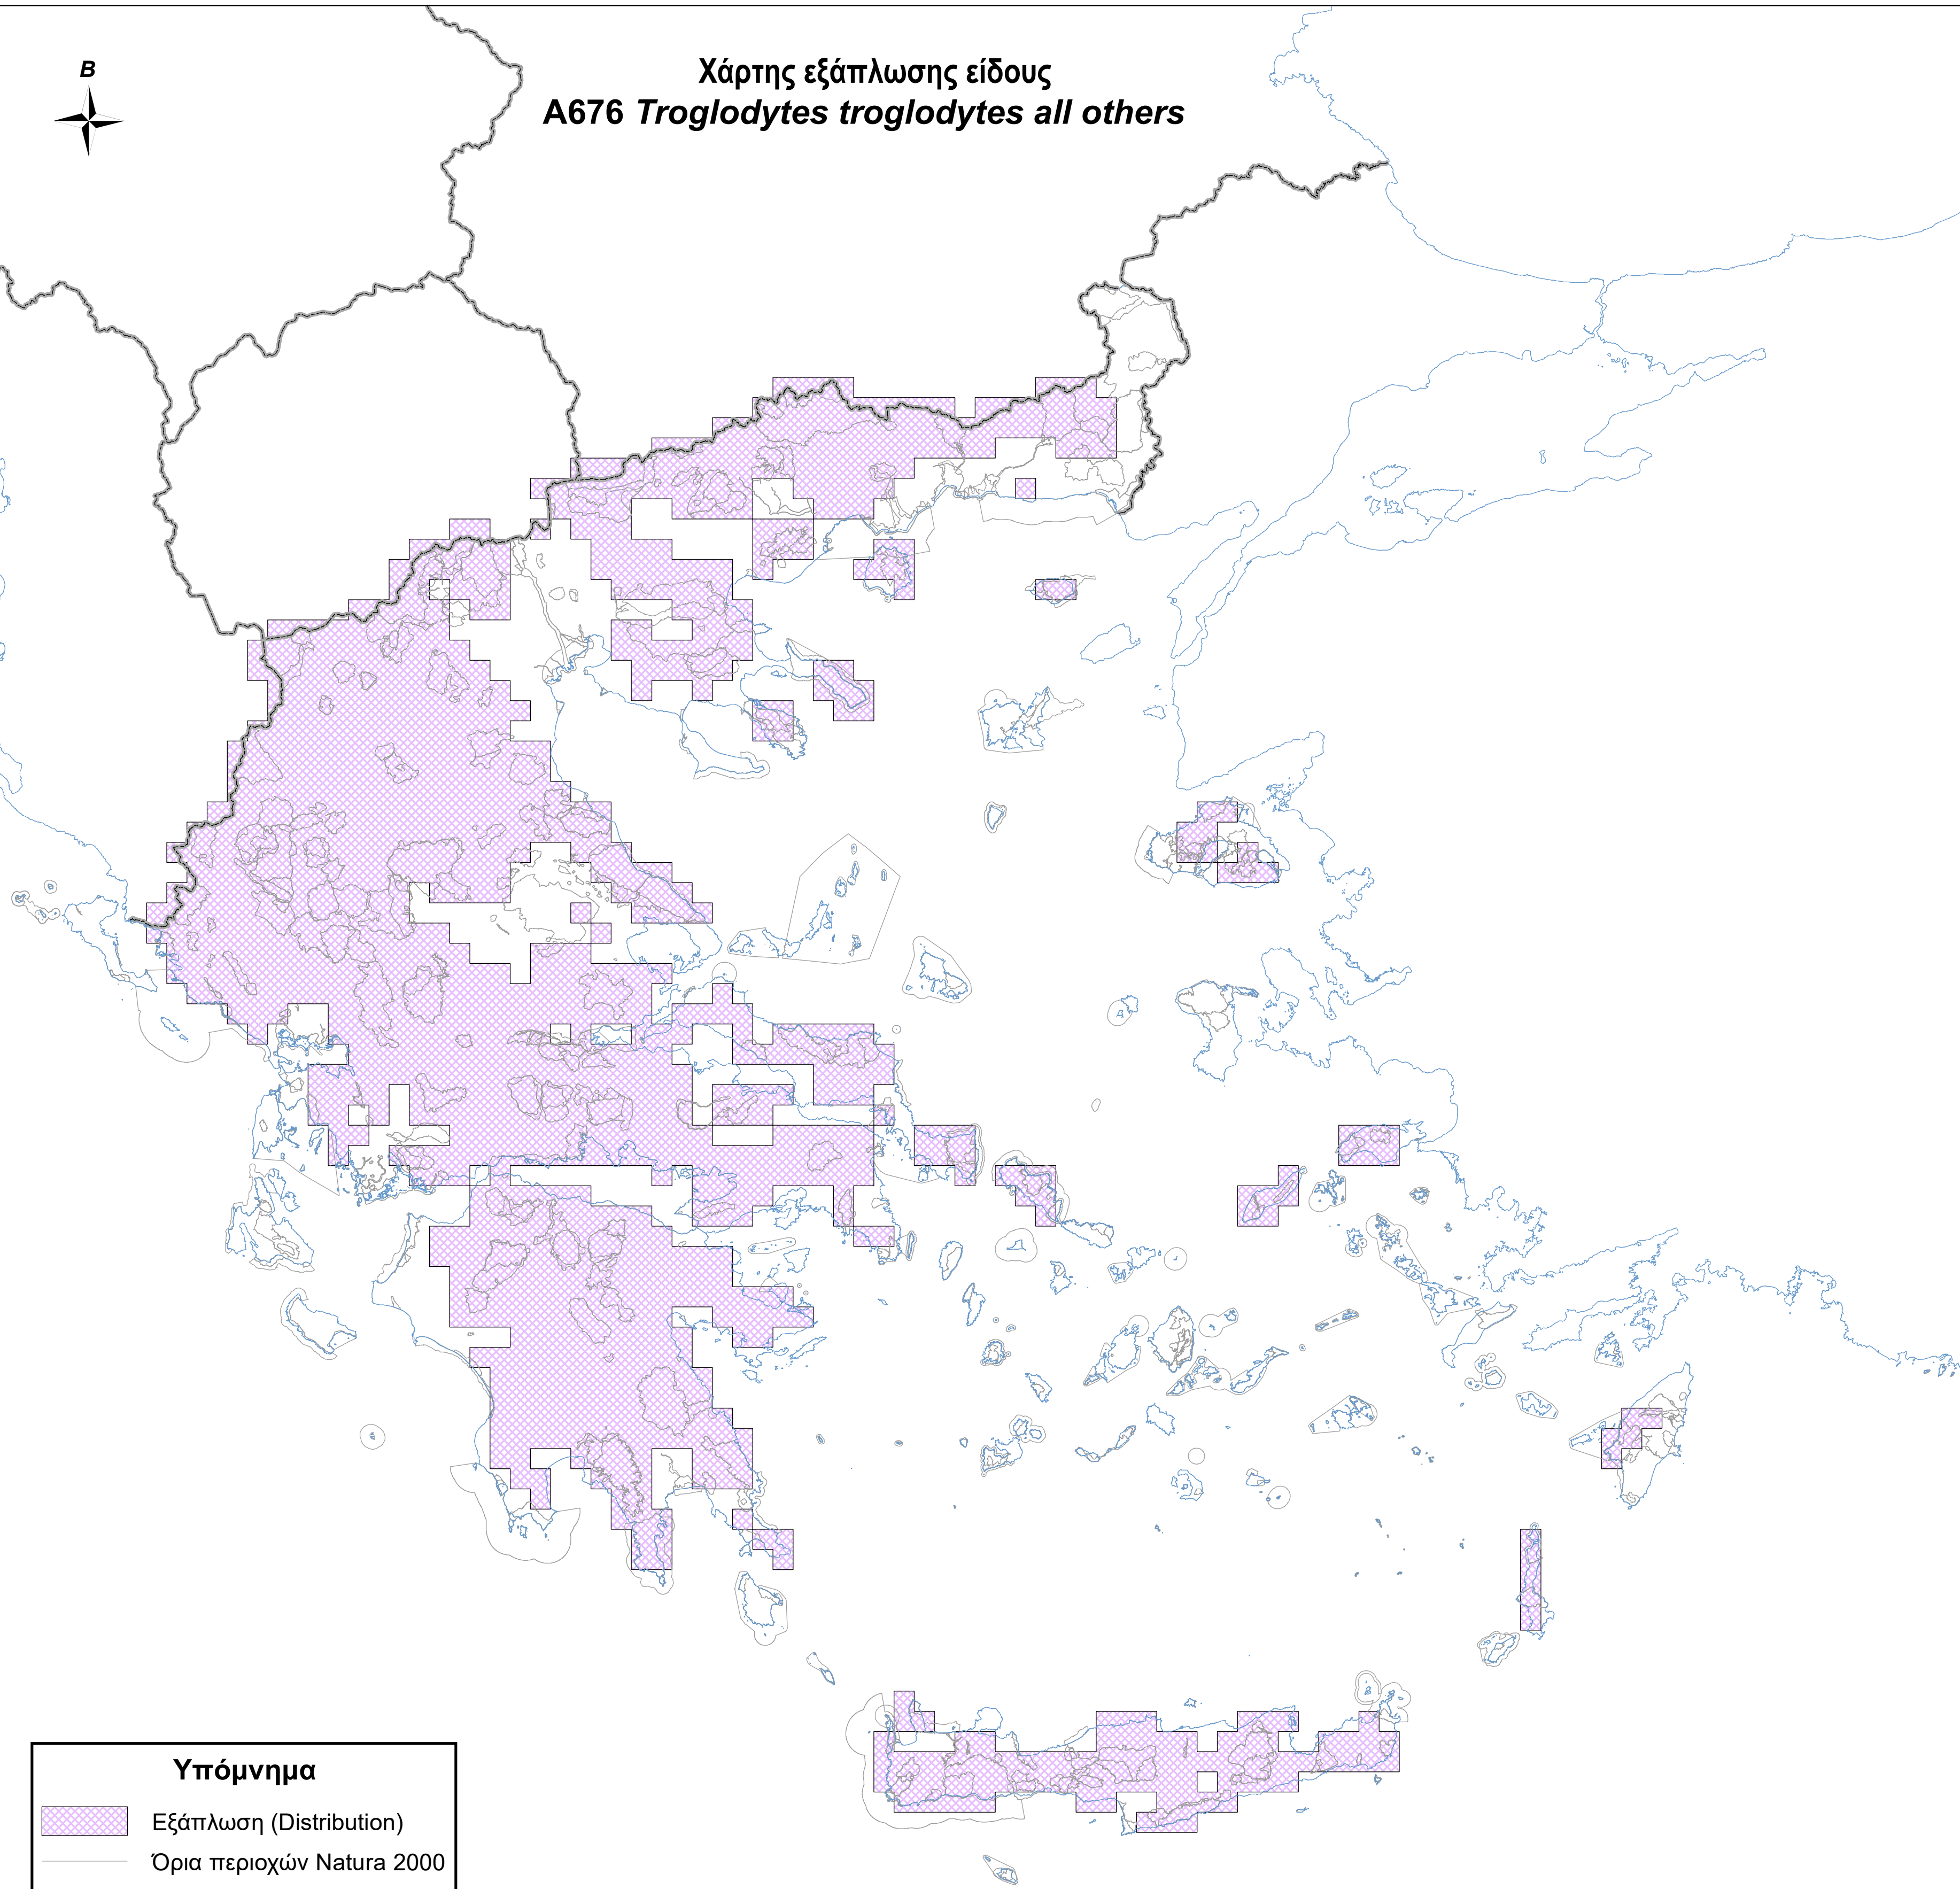 Χάρτης εξάπλωσης είδους
A676 Troglodytes troglodytes all others
B
Υπόμνημα
Εξάπλωση (Distribution)
Όρια περιοχών Natura 2000